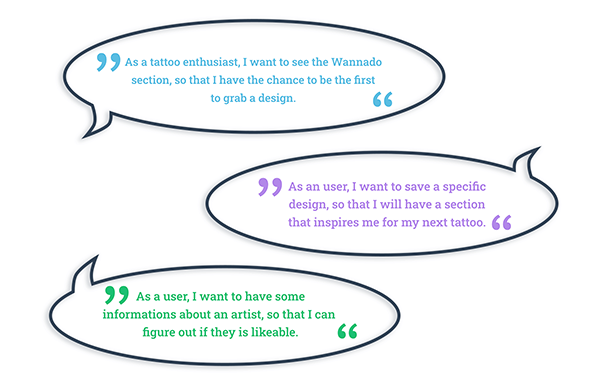 ” As a tattoo enthusiast, I want to see the Wannado
section, so that I have the chance to be the first
to grab a design. “
” As an user, I want to save a specific
design, so that I will have a section
that inspires me for my next tattoo. “
” As a user, I want to have some
informations about an artist, so that I can
figure out if they is likeable. “